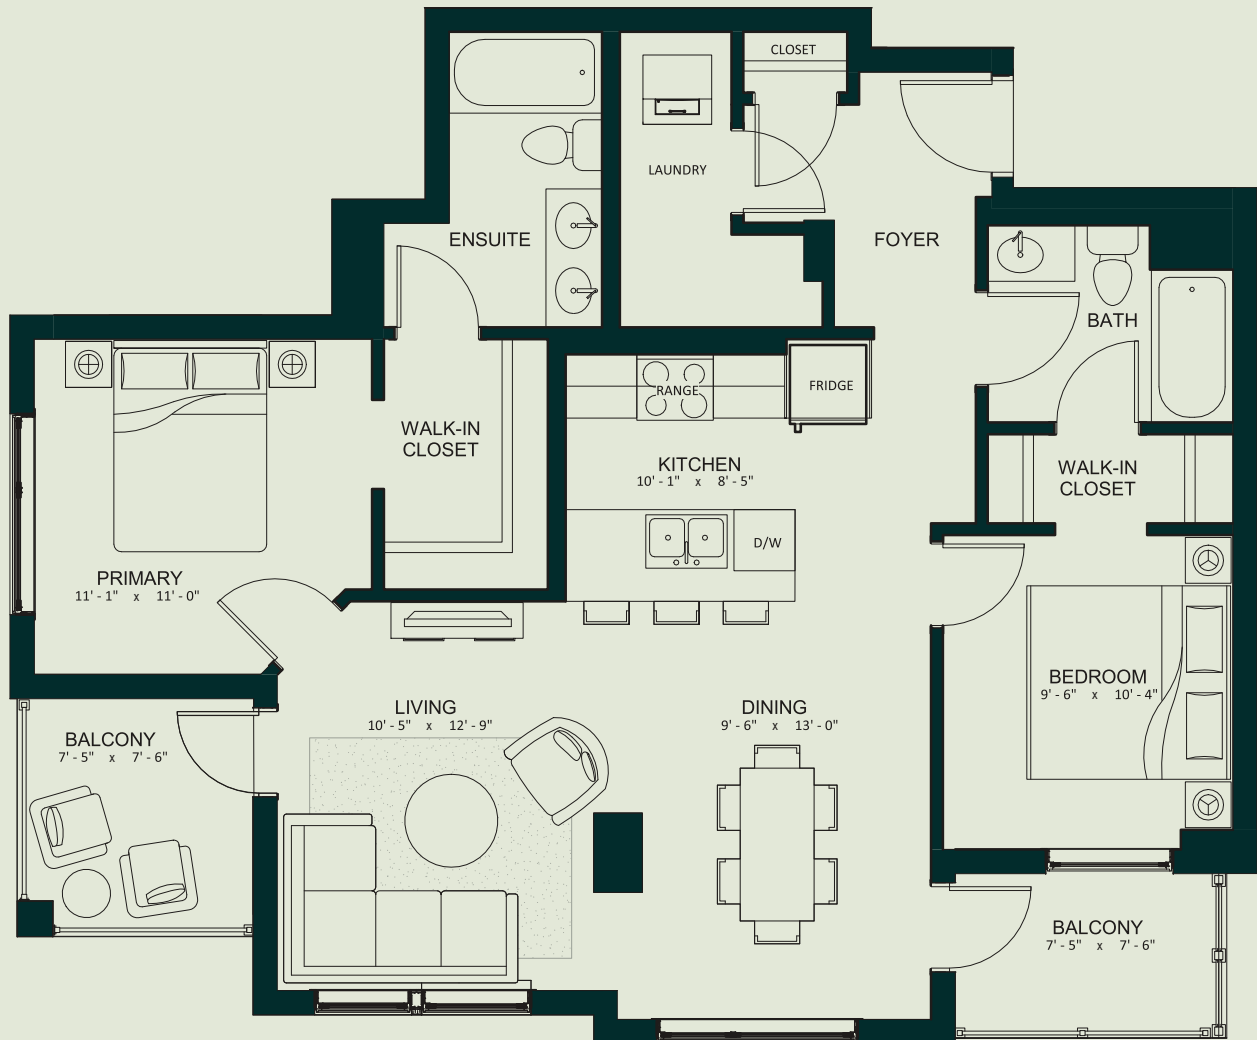 CLOSET
LAUNDRY
ENSUITE
FOYER
BATH
RANGE
FRIDGE
WALK-IN
CLOSET
KITCHEN
10' - 1" x 8' - 5"
WALK-IN
CLOSET
D/W
PRIMARY
11' - 1" x 11' - 0"
BEDROOM
9' - 6" x 10' - 4"
LIVING
10' - 5" x 12' - 9"
DINING
9' - 6" x 13' - 0"
BALCONY
7' - 5" x 7' - 6"
BALCONY
7' - 5" x 7' - 6"